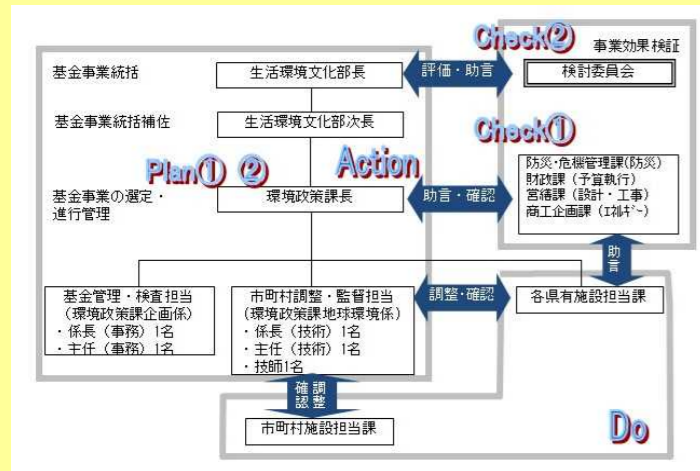 Check②
事業効果検証
基金事業統括
生活環境文化部長
評価・助言
検討委員会
基金事業統括補佐
生活環境文化部次長
Check①
Plan① ②
Action
防災・危機管理課(防災)
財政課（予算執行）
営繕課（設計・工事）
商工企画課（ｴﾈﾙｷﾞｰ）
基金事業の選定・
進行管理
環境政策課長
助言・確認
助言
基金管理・検査担当
（環境政策課企画係）
・係長（事務）1名
・主任（事務）1名
市町村調整・監督担当
（環境政策課地球環境係）
・係長（技術）1名
・主任（技術）1名
・技師1名
調整・確認
各県有施設担当課
調整
確認
市町村施設担当課
Do